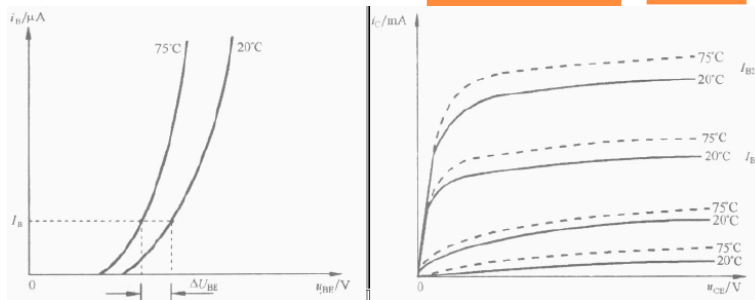 i_B/μA
75℃
20℃
I_B
0
ΔU_BE
u_BE/V
i_C/mA
75℃
I_B2
20℃
75℃
20℃
I_B
75℃
20℃
75℃
20℃
0
u_CE/V